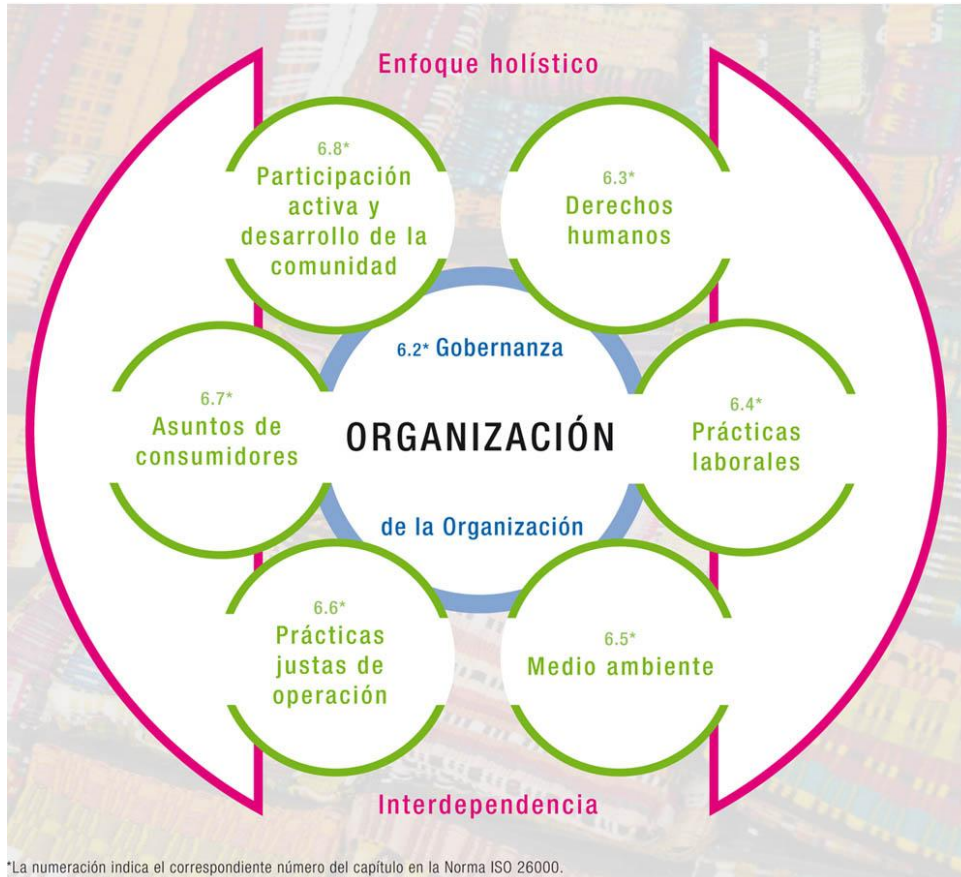 Enfoque holístico
6.8*
Participación
activa y
desarrollo de la
comunidad
6.3*
Derechos
humanos
6.2* Gobernanza
ORGANIZACIÓN
de la Organización
6.7*
Asuntos de
consumidores
6.4*
Prácticas
laborales
6.6*
Prácticas
justas de
operación
6.5*
Medio ambiente
Interdependencia
*La numeración indica el correspondiente número del capítulo en la Norma ISO 26000.